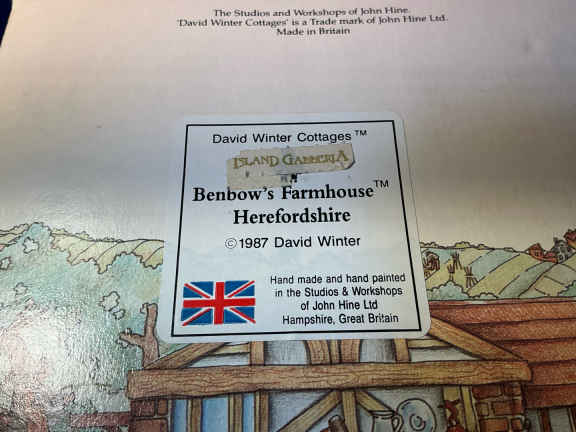 The Studios and Workshops of John Hine.
'David Winter Cottages' is a Trade mark of John Hine Ltd.
Made in Britain
David Winter Cottages™
ISLAND GALLERIA
Benbow's Farmhouse™
Herefordshire
©1987 David Winter
Hand made and hand painted
in the Studios & Workshops
of John Hine Ltd
Hampshire, Great Britain